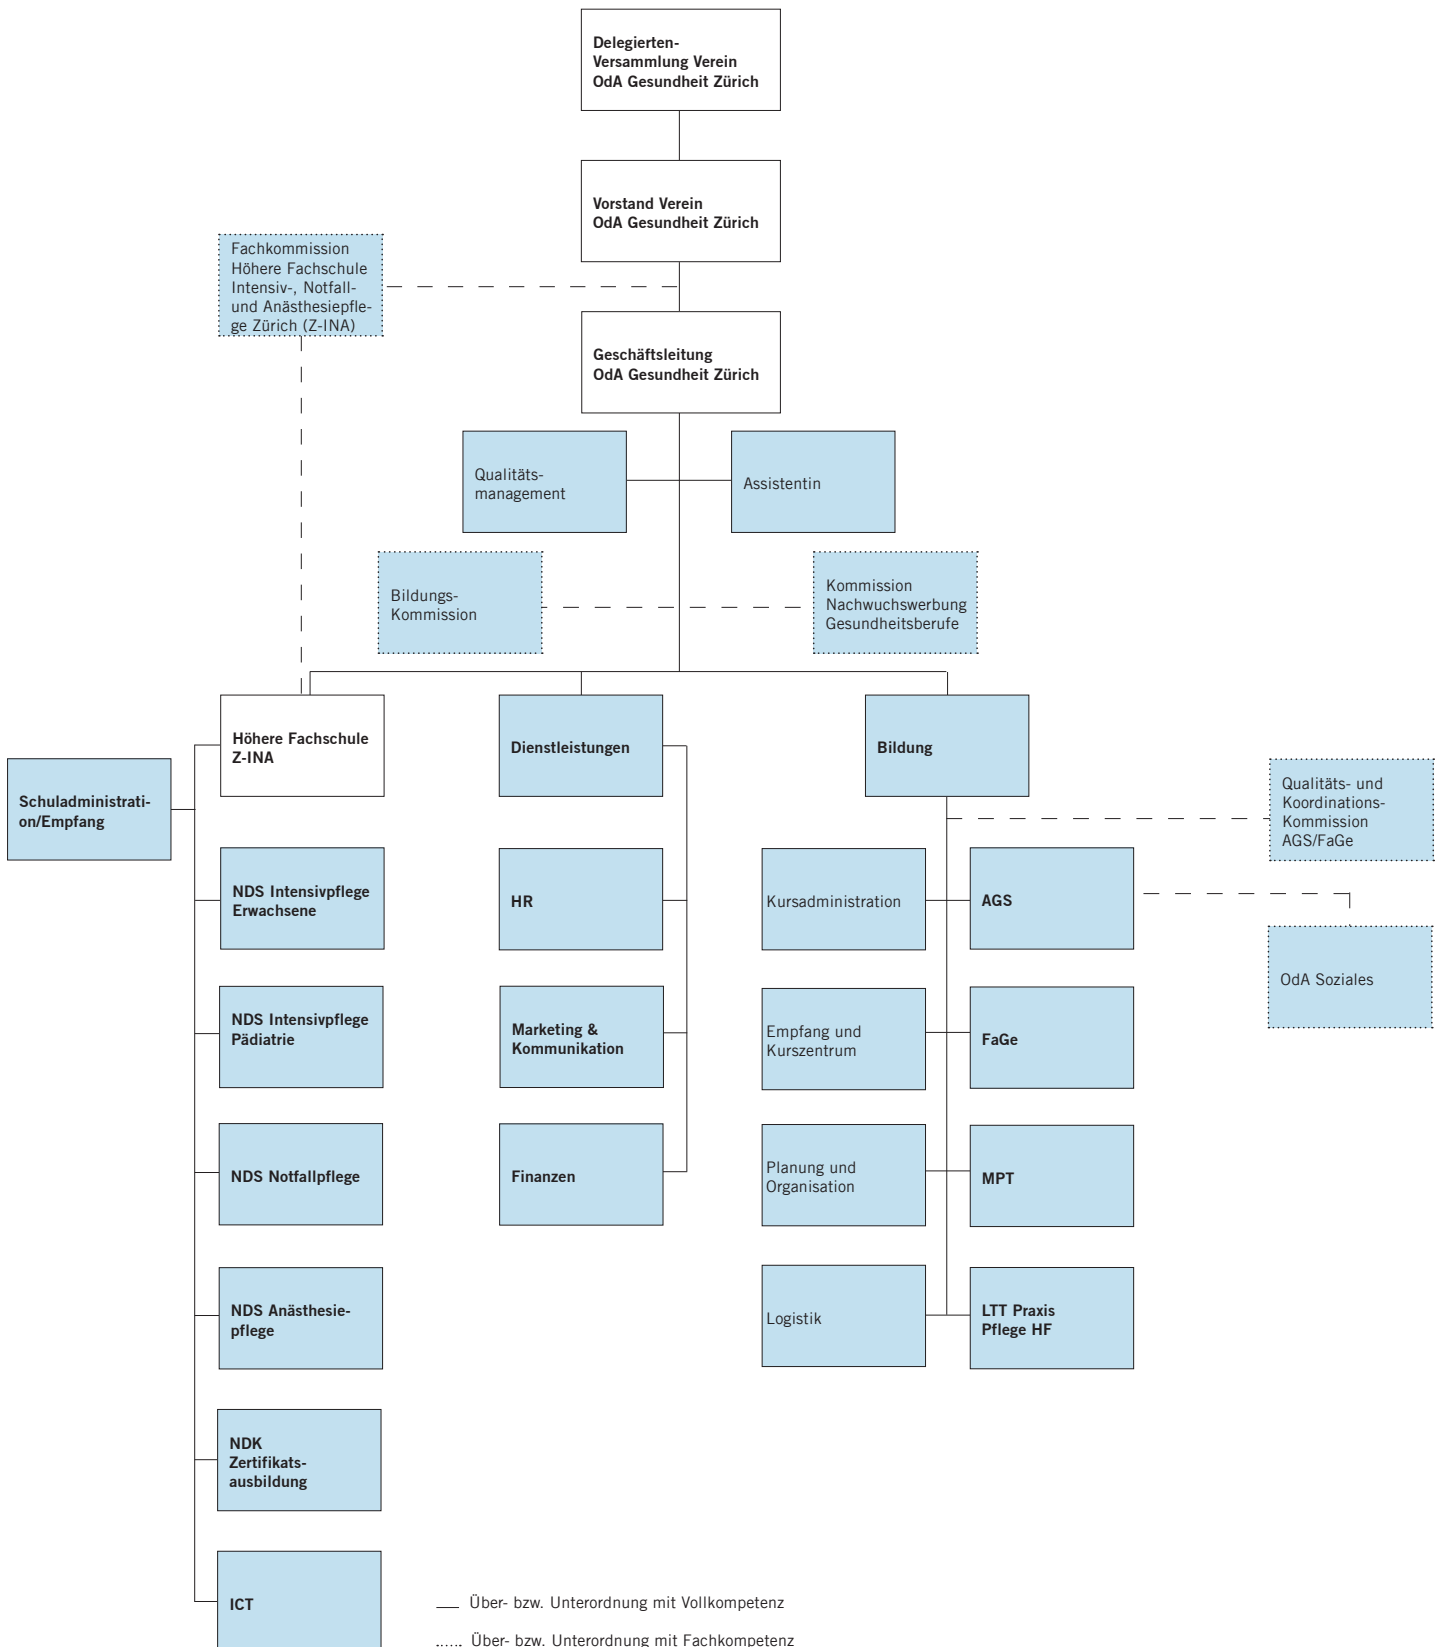 Delegierten-
Versammlung Verein
OdA Gesundheit Zürich
Vorstand Verein
OdA Gesundheit Zürich
Fachkommission
Höhere Fachschule
Intensiv-, Notfall-
und Anästhesiepfle-
ge Zürich (Z-INA)
Geschäftsleitung
OdA Gesundheit Zürich
Qualitäts-
management
Assistentin
Bildungs-
Kommission
Kommission
Nachwuchswerbung
Gesundheitsberufe
Höhere Fachschule
Z-INA
Dienstleistungen
Bildung
Schuladministrati-
on/Empfang
Qualitäts- und
Koordinations-
Kommission
AGS/FaGe
NDS Intensivpflege
Erwachsene
HR
Kursadministration
AGS
OdA Soziales
NDS Intensivpflege
Pädiatrie
Marketing &
Kommunikation
Empfang und
Kurszentrum
FaGe
NDS Notfallpflege
Finanzen
Planung und
Organisation
MPT
NDS Anästhesie-
pflege
Logistik
LTT Praxis
Pflege HF
NDK
Zertifikats-
ausbildung
ICT
Über- bzw. Unterordnung mit Vollkompetenz
Über- bzw. Unterordnung mit Fachkompetenz